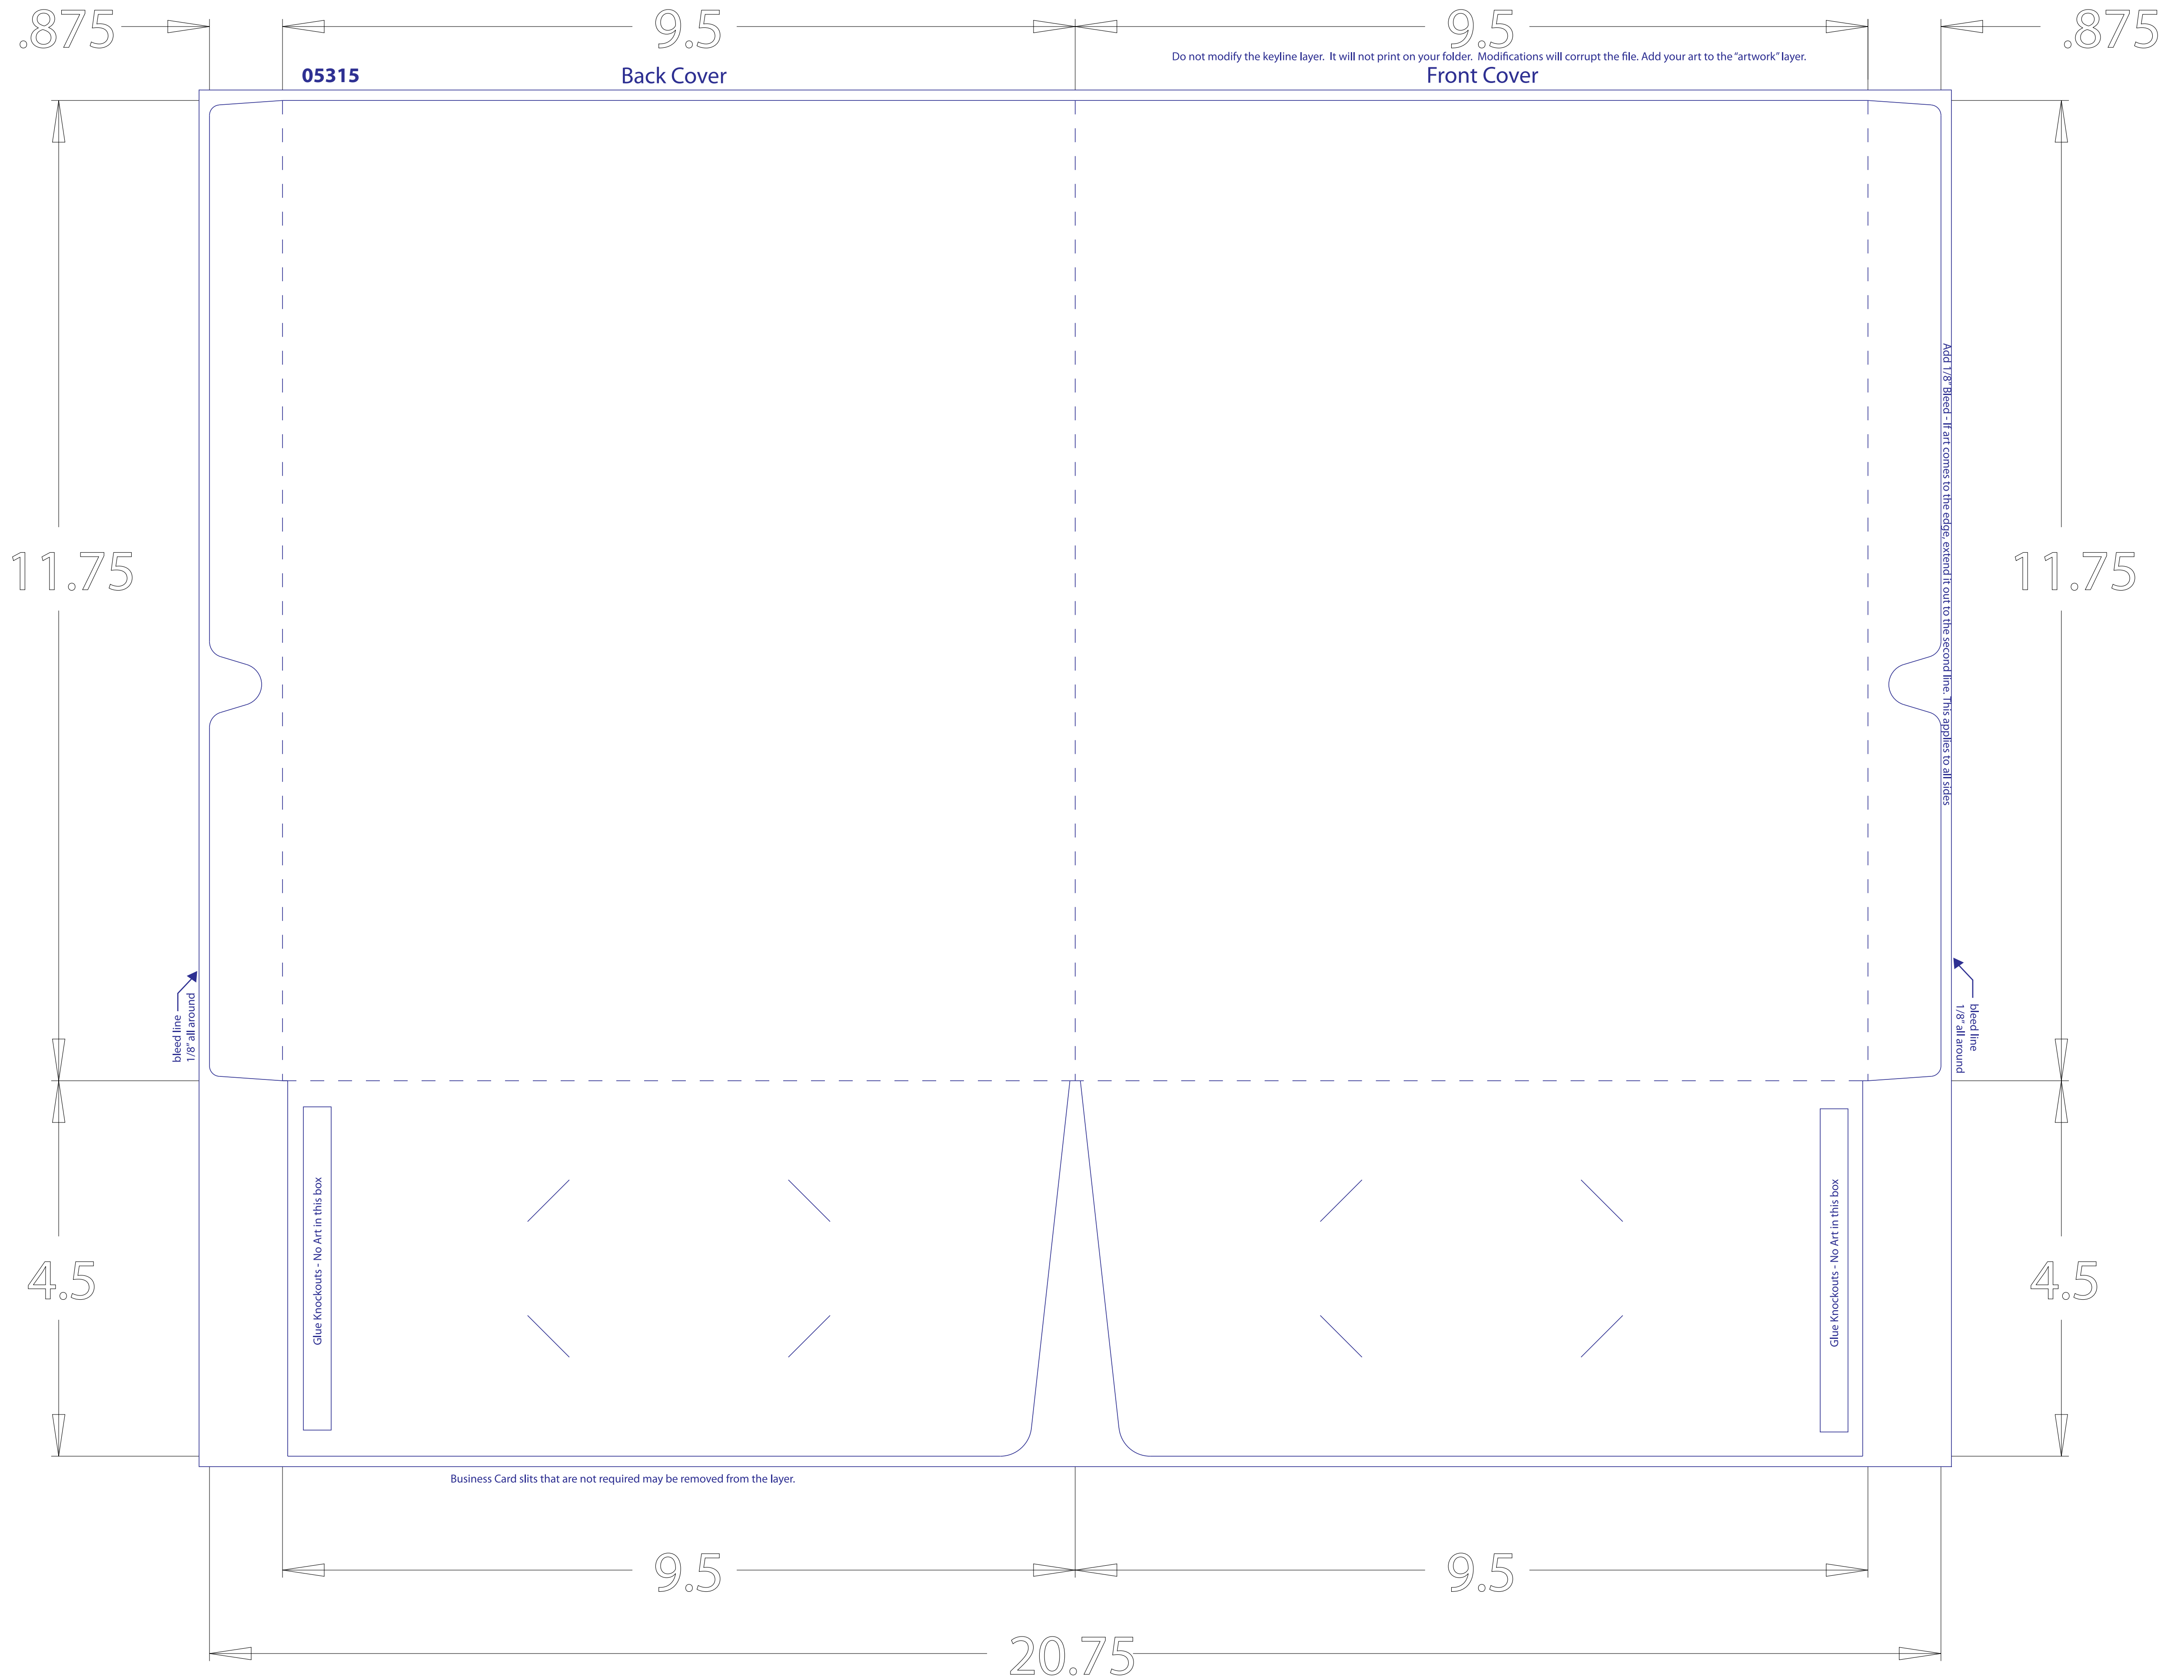 .875
9.5
9.5
.875
Do not modify the keyline layer. It will not print on your folder. Modifications will corrupt the file. Add your art to the “artwork” layer.
05315
Back Cover
Front Cover
Add 1/8” Bleed - If art comes to the edge, extend it out to the second line. This applies to all sides
11.75
11.75
bleed line
1/8” all around
bleed line
1/8” all around
Glue Knockouts - No Art in this box
Glue Knockouts - No Art in this box
4.5
4.5
Business Card slits that are not required may be removed from the layer.
9.5
9.5
20.75